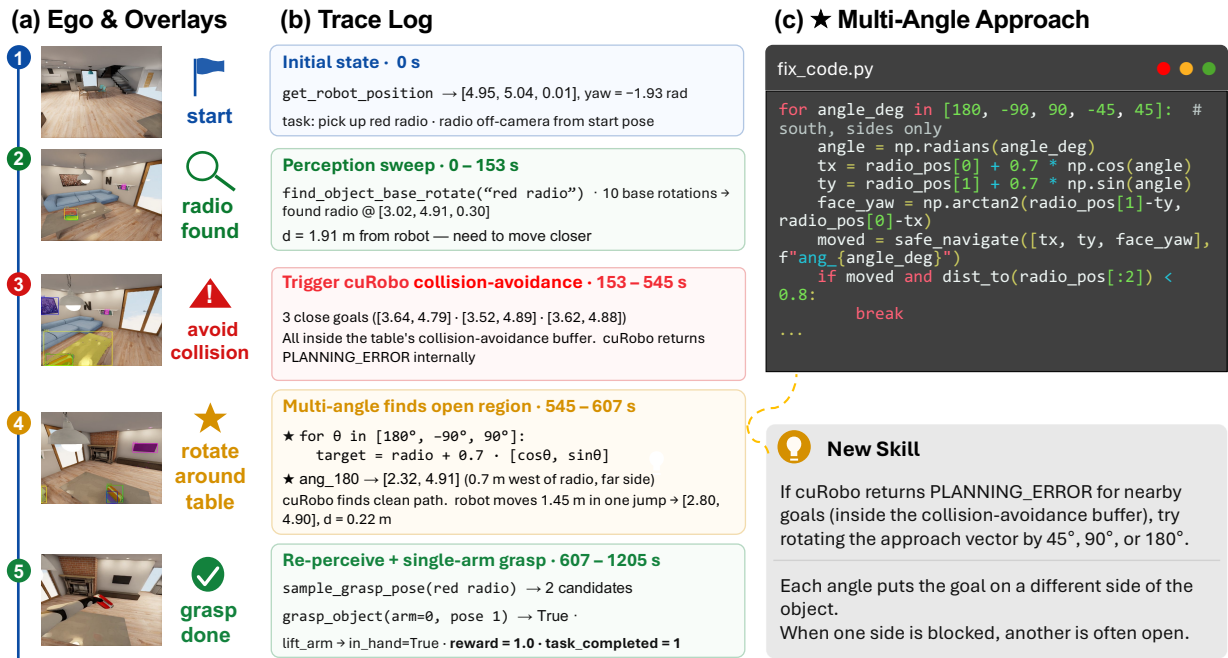 (a) Ego & Overlays
1
start
2
radio
found
3
avoid
collision
4
rotate
around
table
5
grasp
done
(b) Trace Log
Initial state · 0 s
get_robot_position → [4.95, 5.04, 0.01], yaw = −1.93 rad
task: pick up red radio · radio off-camera from start pose
Perception sweep · 0 – 153 s
find_object_base_rotate(“red radio”) · 10 base rotations →
found radio @ [3.02, 4.91, 0.30]
d = 1.91 m from robot — need to move closer
Trigger cuRobo collision-avoidance · 153 – 545 s
3 close goals ([3.64, 4.79] · [3.52, 4.89] · [3.62, 4.88])
All inside the table's collision-avoidance buffer. cuRobo returns
PLANNING_ERROR internally
Multi-angle finds open region · 545 – 607 s
★ for θ in [180°, −90°, 90°]:
target = radio + 0.7 · [cosθ, sinθ]
★ ang_180 → [2.32, 4.91] (0.7 m west of radio, far side)
cuRobo finds clean path. robot moves 1.45 m in one jump → [2.80,
4.90], d = 0.22 m
Re-perceive + single-arm grasp · 607 – 1205 s
sample_grasp_pose(red radio) → 2 candidates
grasp_object(arm=0, pose 1) → True ·
lift_arm → in_hand=True · reward = 1.0 · task_completed = 1
(c) ★ Multi-Angle Approach
fix_code.py
for angle_deg in [180, -90, 90, -45, 45]: #
south, sides only
angle = np.radians(angle_deg)
tx = radio_pos[0] + 0.7 * np.cos(angle)
ty = radio_pos[1] + 0.7 * np.sin(angle)
face_yaw = np.arctan2(radio_pos[1]-ty,
radio_pos[0]-tx)
moved = safe_navigate([tx, ty, face_yaw],
f"ang_{angle_deg}")
if moved and dist_to(radio_pos[:2]) <
0.8:
break
...
New Skill
If cuRobo returns PLANNING_ERROR for nearby
goals (inside the collision-avoidance buffer), try
rotating the approach vector by 45°, 90°, or 180°.
Each angle puts the goal on a different side of the
object.
When one side is blocked, another is often open.